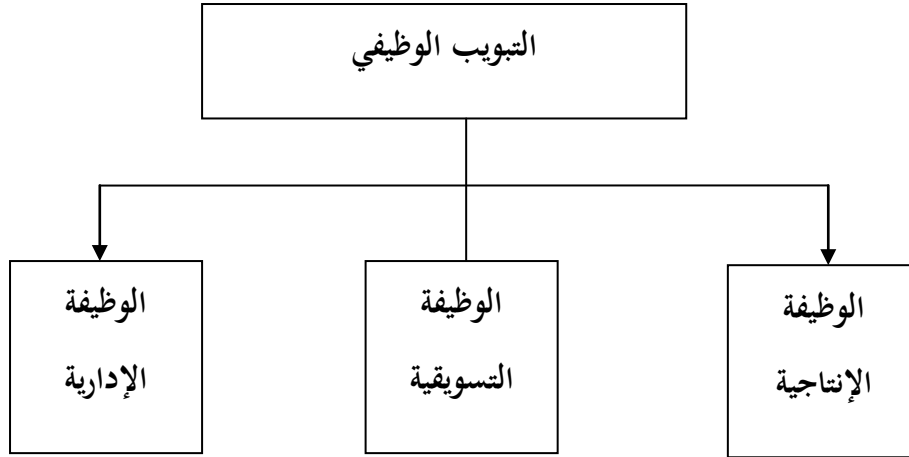 التبويب الوظيفي
الوظيفة
الإنتاجية
الوظيفة
التسويقية
الوظيفة
الإدارية